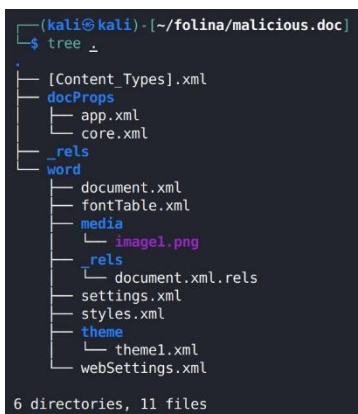 ┌──(kali㉿kali)-[~/folina/malicious.doc]
└─$ tree .
.
├── [Content_Types].xml
├── docProps
│   ├── app.xml
│   └── core.xml
├── _rels
└── word
    ├── document.xml
    ├── fontTable.xml
    ├── media
    │   └── image1.png
    ├── _rels
    │   └── document.xml.rels
    ├── settings.xml
    ├── styles.xml
    ├── theme
    │   └── theme1.xml
    └── webSettings.xml
6 directories, 11 files